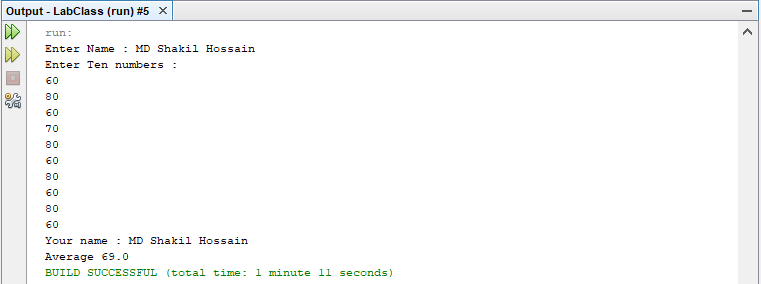 Output - LabClass (run) #5
run:
Enter Name : MD Shakil Hossain
Enter Ten numbers :
60
80
60
70
80
60
80
60
80
60
Your name : MD Shakil Hossain
Average 69.0
BUILD SUCCESSFUL (total time: 1 minute 11 seconds)